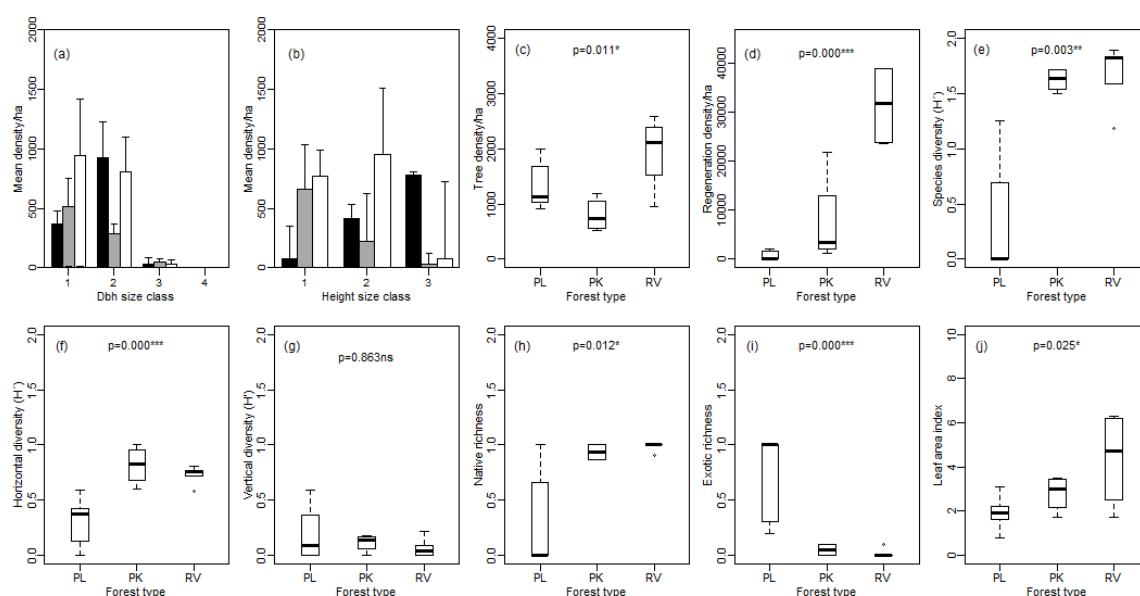 (a)
Mean density/ha
0 500 1000 1500 2000
1 2 3 4
Dbh size class
(b)
Mean density/ha
0 500 1000 1500 2000
1 2 3
Height size class
(c)
p=0.011*
Tree density/ha
0 1000 2000 3000 4000
PL PK RV
Forest type
(d)
p=0.000***
Regeneration density/ha
0 10000 20000 30000 40000
PL PK RV
Forest type
(e)
p=0.003**
Species diversity (H´)
0.0 0.5 1.0 1.5 2.0
PL PK RV
Forest type
(f)
p=0.000***
Horizontal diversity (H´)
0.0 0.5 1.0 1.5 2.0
PL PK RV
Forest type
(g)
p=0.863ns
Vertical diversity (H')
0.0 0.5 1.0 1.5 2.0
PL PK RV
Forest type
(h)
p=0.012*
Native richness
0.0 0.5 1.0 1.5 2.0
PL PK RV
Forest type
(i)
p=0.000***
Exotic richness
0.0 0.5 1.0 1.5 2.0
PL PK RV
Forest type
(j)
p=0.025*
Leaf area index
0 2 4 6 8 10
PL PK RV
Forest type